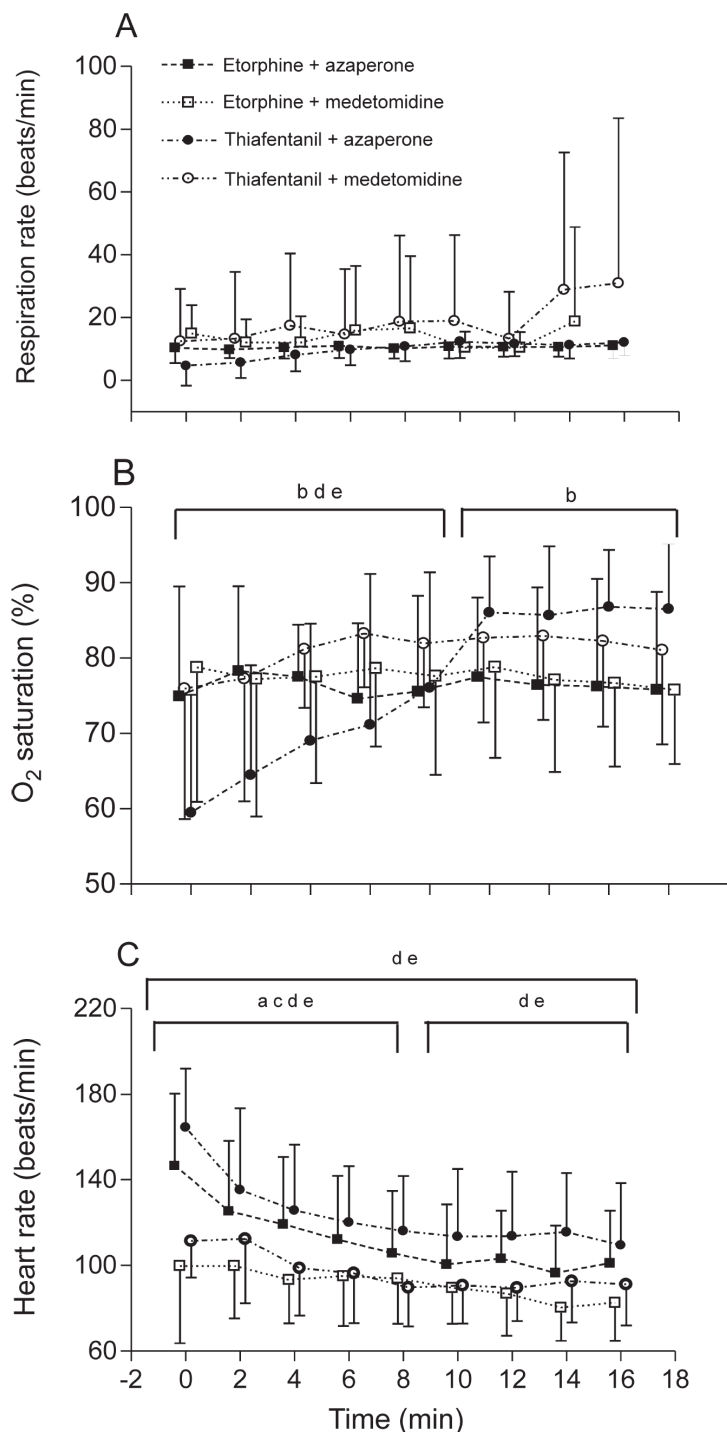 A
100
80
60
40
20
0
Respiration rate (beats/min)
Etorphine + azaperone
Etorphine + medetomidine
Thiafentanil + azaperone
Thiafentanil + medetomidine
B
b d e
b
100
90
80
70
60
50
O2 saturation (%)
C
d e
a c d e
d e
220
180
140
100
60
Heart rate (beats/min)
-2 0 2 4 6 8 10 12 14 16 18
Time (min)